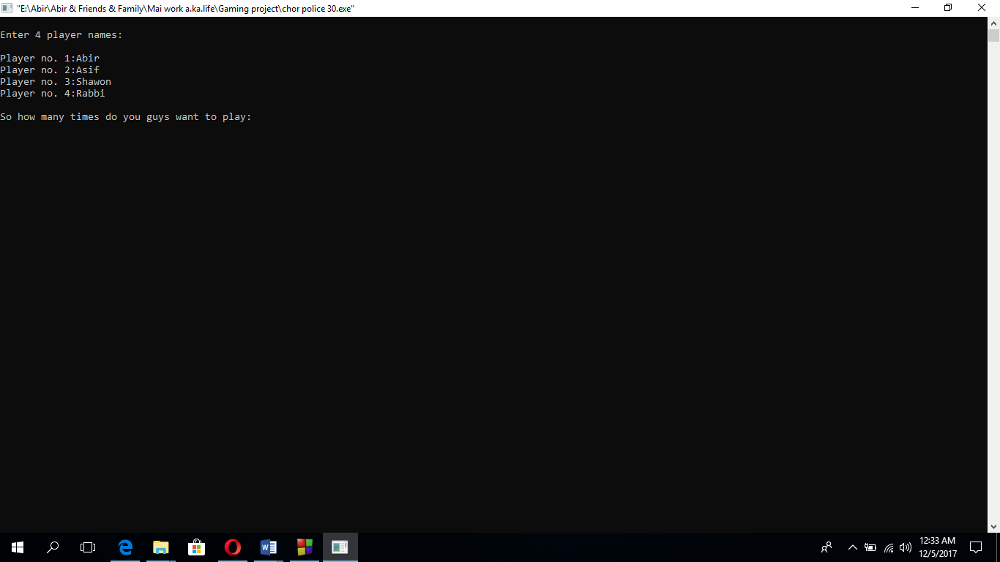 "E:\Abir\Abir & Friends & Family\Mai work a.ka.life\Gaming project\chor police 30.exe"
Enter 4 player names:
Player no. 1:Abir
Player no. 2:Asif
Player no. 3:Shawon
Player no. 4:Rabbi
So how many times do you guys want to play:
12:33 AM
12/5/2017